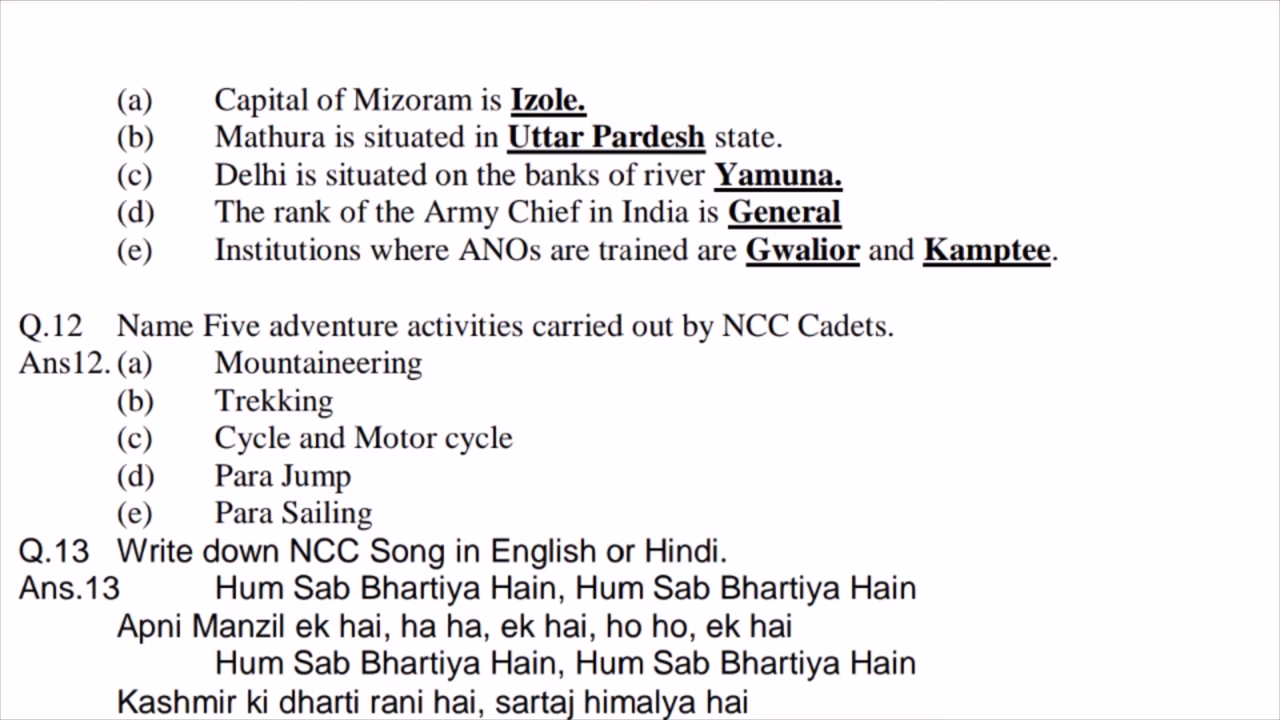 (a) Capital of Mizoram is Izole.
(b) Mathura is situated in Uttar Pardesh state.
(c) Delhi is situated on the banks of river Yamuna.
(d) The rank of the Army Chief in India is General
(e) Institutions where ANOs are trained are Gwalior and Kamptee.
Q.12 Name Five adventure activities carried out by NCC Cadets.
Ans12. (a) Mountaineering
(b) Trekking
(c) Cycle and Motor cycle
(d) Para Jump
(e) Para Sailing
Q.13 Write down NCC Song in English or Hindi.
Ans.13 Hum Sab Bhartiya Hain, Hum Sab Bhartiya Hain
Apni Manzil ek hai, ha ha, ek hai, ho ho, ek hai
Hum Sab Bhartiya Hain, Hum Sab Bhartiya Hain
Kashmir ki dharti rani hai, sartaj himalya hai